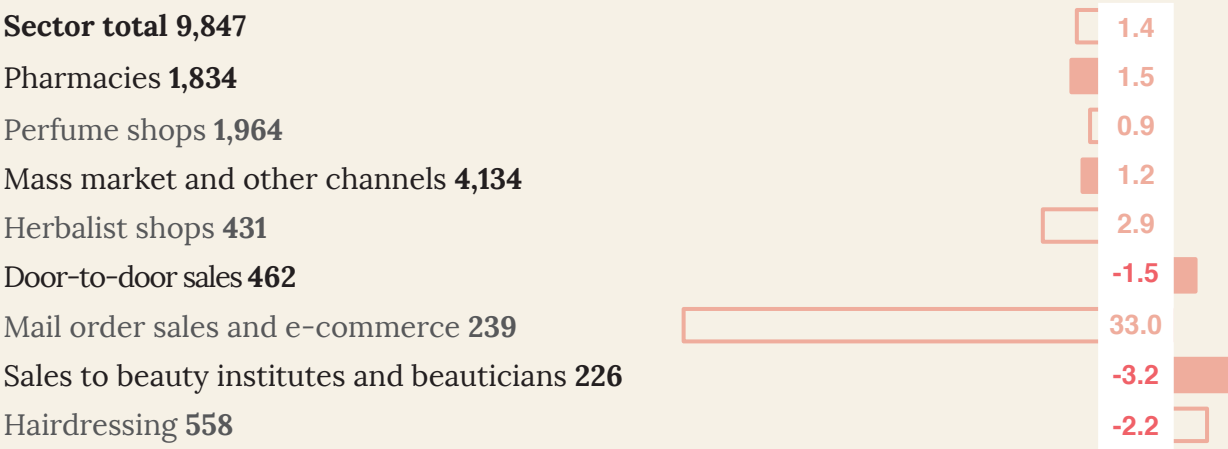 Sector total 9,847 1.4
Pharmacies 1,834 1.5
Perfume shops 1,964 0.9
Mass market and other channels 4,134 1.2
Herbalist shops 431 2.9
Door-to-door sales 462 -1.5
Mail order sales and e-commerce 239 33.0
Sales to beauty institutes and beauticians 226 -3.2
Hairdressing 558 -2.2